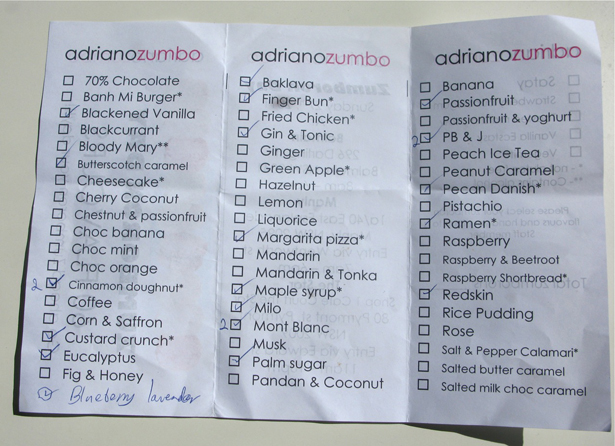 adrianozumbo
70% Chocolate
Banh Mi Burger*
Blackened Vanilla
Blackcurrant
Bloody Mary**
Butterscotch caramel
Cheesecake*
Cherry Coconut
Chestnut & passionfruit
Choc banana
Choc mint
Choc orange
2 Cinnamon doughnut*
Coffee
Corn & Saffron
Custard crunch*
Eucalyptus
Fig & Honey
Blueberry lavender
adrianozumbo
Baklava
Finger Bun*
Fried Chicken*
Gin & Tonic
Ginger
Green Apple*
Hazelnut
Lemon
Liquorice
Margarita pizza*
Mandarin
Mandarin & Tonka
Maple syrup*
Milo
2 Mont Blanc
Musk
Palm sugar
Pandan & Coconut
adrianozumbo
Banana
Passionfruit
Passionfruit & yoghurt
2 PB & J
Peach Ice Tea
Peanut Caramel
Pecan Danish*
Pistachio
Ramen*
Raspberry
Raspberry & Beetroot
Raspberry Shortbread*
Redskin
Rice Pudding
Rose
Salt & Pepper Calamari*
Salted butter caramel
Salted milk choc caramel